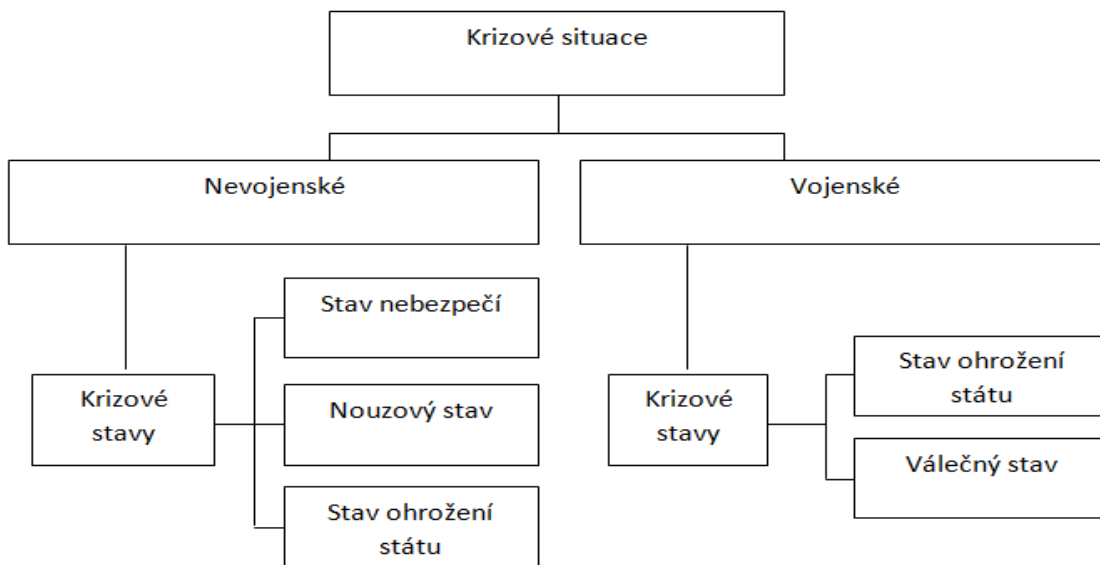 Krizové situace
Nevojenské
Vojenské
Stav nebezpečí
Krizové
stavy
Nouzový stav
Stav ohrožení
státu
Krizové
stavy
Stav ohrožení
státu
Válečný stav